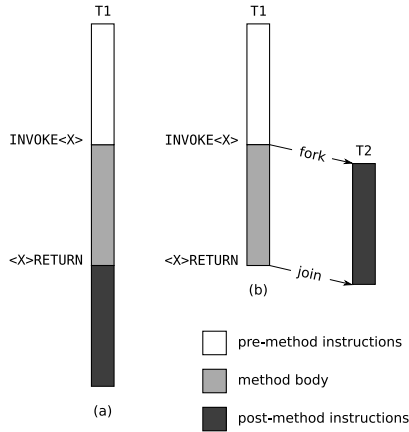 T1
T1
INVOKE<X>
INVOKE<X>
fork
T2
<X>RETURN
<X>RETURN
join
(b)
pre-method instructions
method body
(a)
post-method instructions